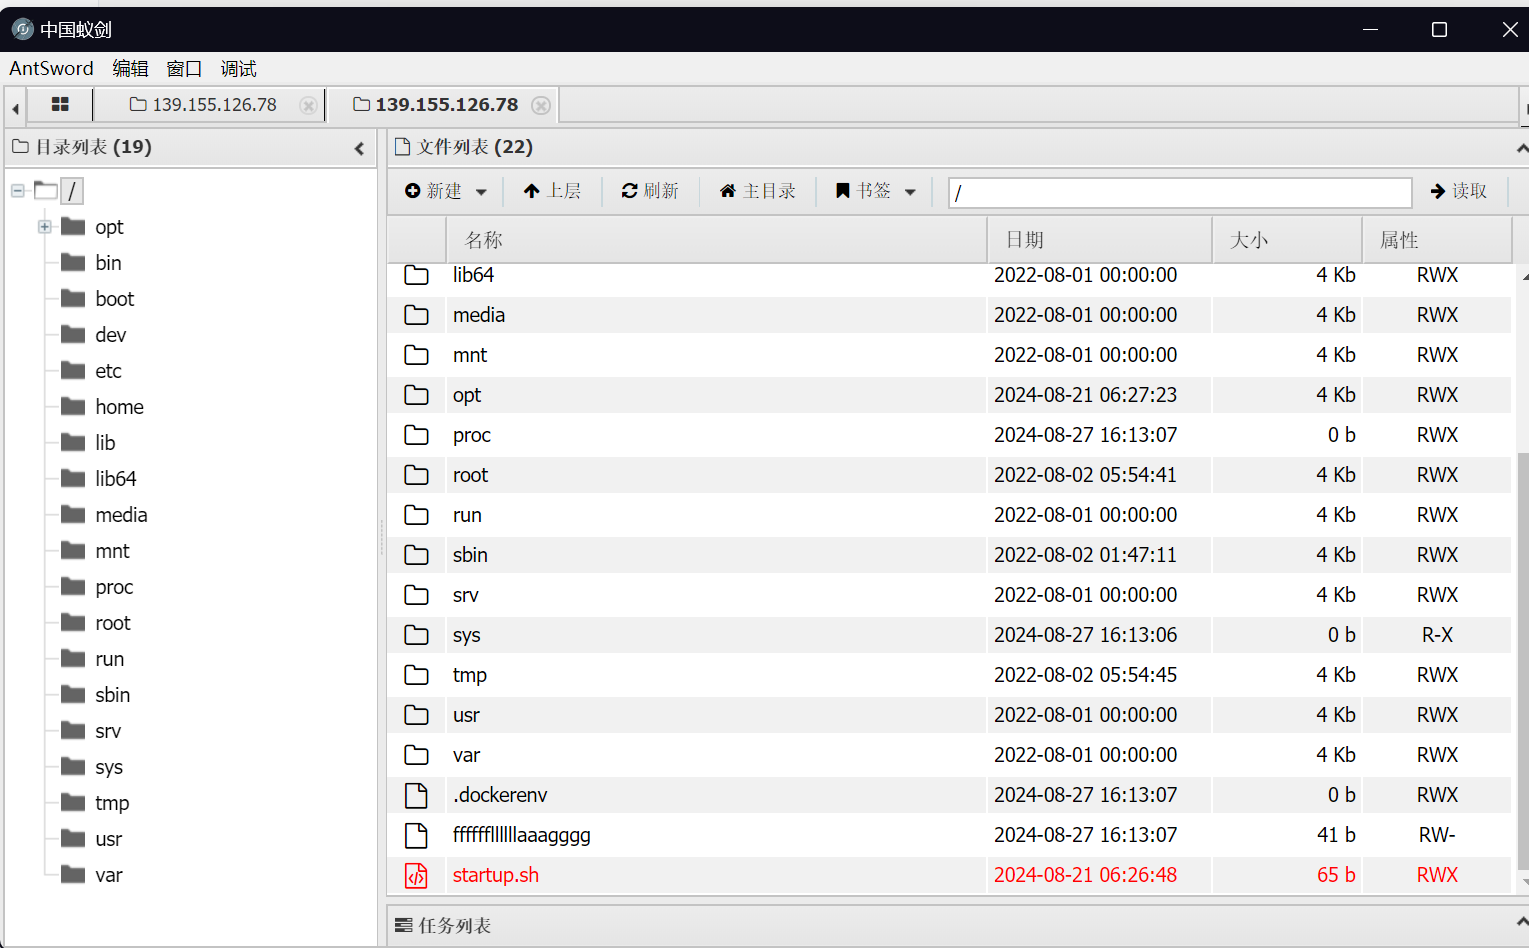 中国蚁剑
AntSword 编辑 窗口 调试
139.155.126.78 139.155.126.78
目录列表 (19)
/
opt
bin
boot
dev
etc
home
lib
lib64
media
mnt
proc
root
run
sbin
srv
sys
tmp
usr
var
文件列表 (22)
新建 上层 刷新 主目录 书签 / 读取
名称 日期 大小 属性
lib64 2022-08-01 00:00:00 4 Kb RWX
media 2022-08-01 00:00:00 4 Kb RWX
mnt 2022-08-01 00:00:00 4 Kb RWX
opt 2024-08-21 06:27:23 4 Kb RWX
proc 2024-08-27 16:13:07 0 b RWX
root 2022-08-02 05:54:41 4 Kb RWX
run 2022-08-01 00:00:00 4 Kb RWX
sbin 2022-08-02 01:47:11 4 Kb RWX
srv 2022-08-01 00:00:00 4 Kb RWX
sys 2024-08-27 16:13:06 0 b R-X
tmp 2022-08-02 05:54:45 4 Kb RWX
usr 2022-08-01 00:00:00 4 Kb RWX
var 2022-08-01 00:00:00 4 Kb RWX
.dockerenv 2024-08-27 16:13:07 0 b RWX
ffffffllllllaaagggg 2024-08-27 16:13:07 41 b RW-
startup.sh 2024-08-21 06:26:48 65 b RWX
任务列表